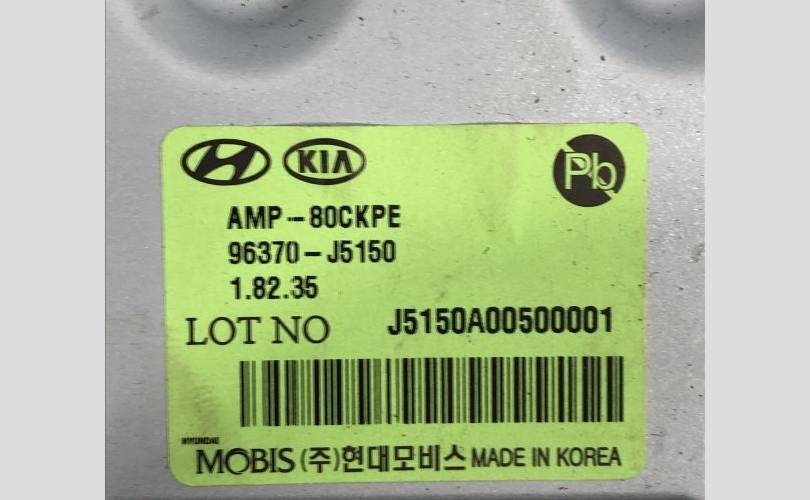 KIA Pb
AMP-80CKPE
96370-J5150
1.82.35
LOT NO J5150A00500001
HYUNDAI
MOBIS (주)현대모비스 MADE IN KOREA